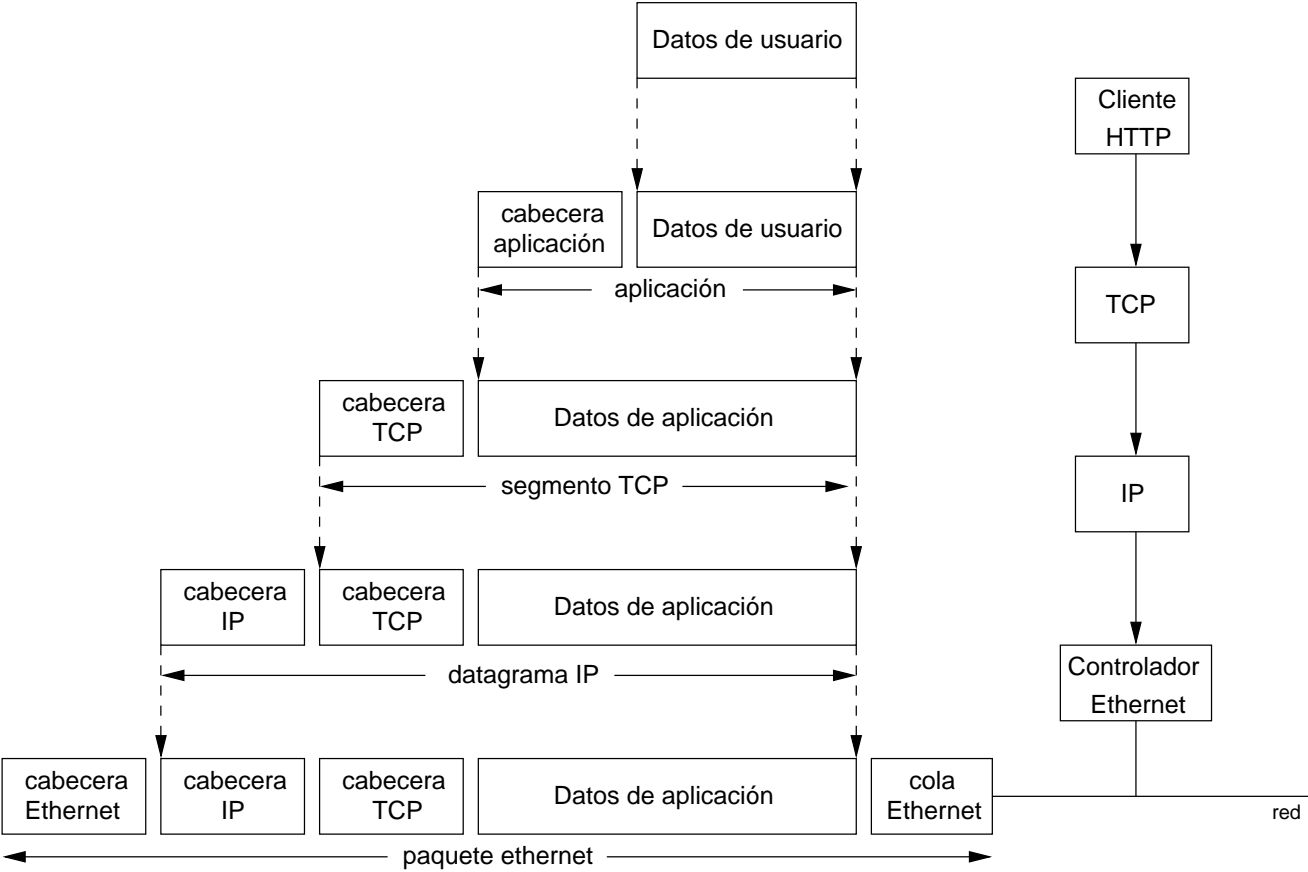 Datos de usuario
Cliente
HTTP
cabecera
aplicación
Datos de usuario
aplicación
TCP
cabecera
TCP
Datos de aplicación
segmento TCP
IP
cabecera
IP
cabecera
TCP
Datos de aplicación
datagrama IP
Controlador
Ethernet
cabecera
Ethernet
cabecera
IP
cabecera
TCP
Datos de aplicación
cola
Ethernet
red
paquete ethernet